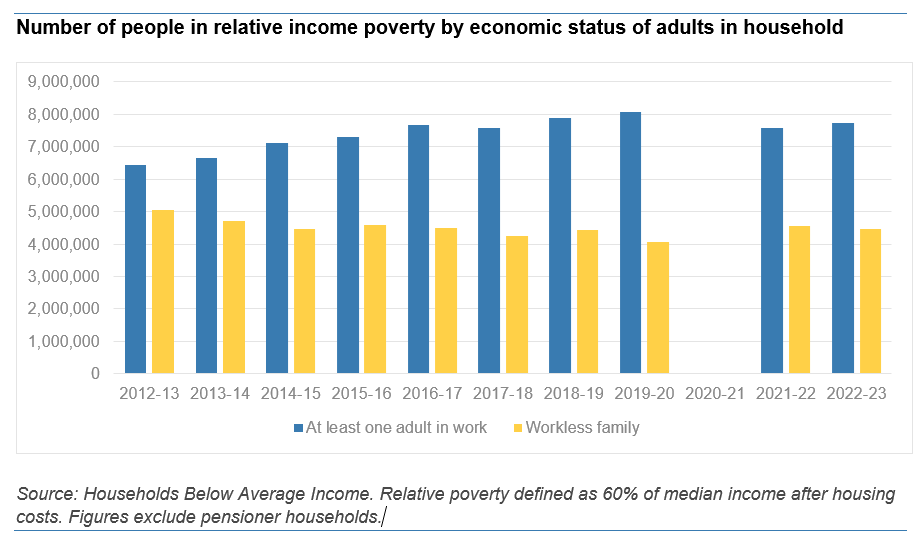 Number of people in relative income poverty by economic status of adults in household
9,000,000
8,000,000
7,000,000
6,000,000
5,000,000
4,000,000
3,000,000
2,000,000
1,000,000
0
2012-13 2013-14 2014-15 2015-16 2016-17 2017-18 2018-19 2019-20 2020-21 2021-22 2022-23
At least one adult in work Workless family
Source: Households Below Average Income. Relative poverty defined as 60% of median income after housing
costs. Figures exclude pensioner households.